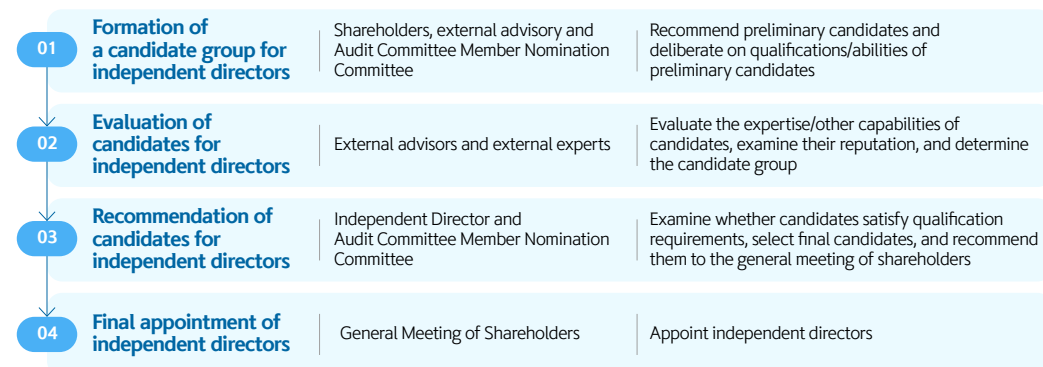 01
Formation of
a candidate group for
independent directors
Shareholders, external advisory and
Audit Committee Member Nomination
Committee
Recommend preliminary candidates and
deliberate on qualifications/abilities of
preliminary candidates
02
Evaluation of
candidates for
independent directors
External advisors and external experts
Evaluate the expertise/other capabilities of
candidates, examine their reputation, and determine
the candidate group
03
Recommendation of
candidates for
independent directors
Independent Director and
Audit Committee Member Nomination
Committee
Examine whether candidates satisfy qualification
requirements, select final candidates, and recommend
them to the general meeting of shareholders
04
Final appointment of
independent directors
General Meeting of Shareholders
Appoint independent directors